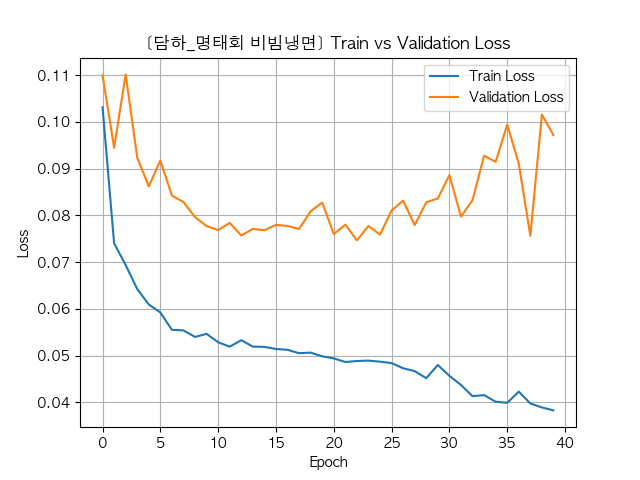 [담하_명태회 비빔냉면] Train vs Validation Loss
Train Loss
Validation Loss
0.11
0.10
0.09
0.08
0.07
0.06
0.05
0.04
Loss
0 5 10 15 20 25 30 35 40
Epoch